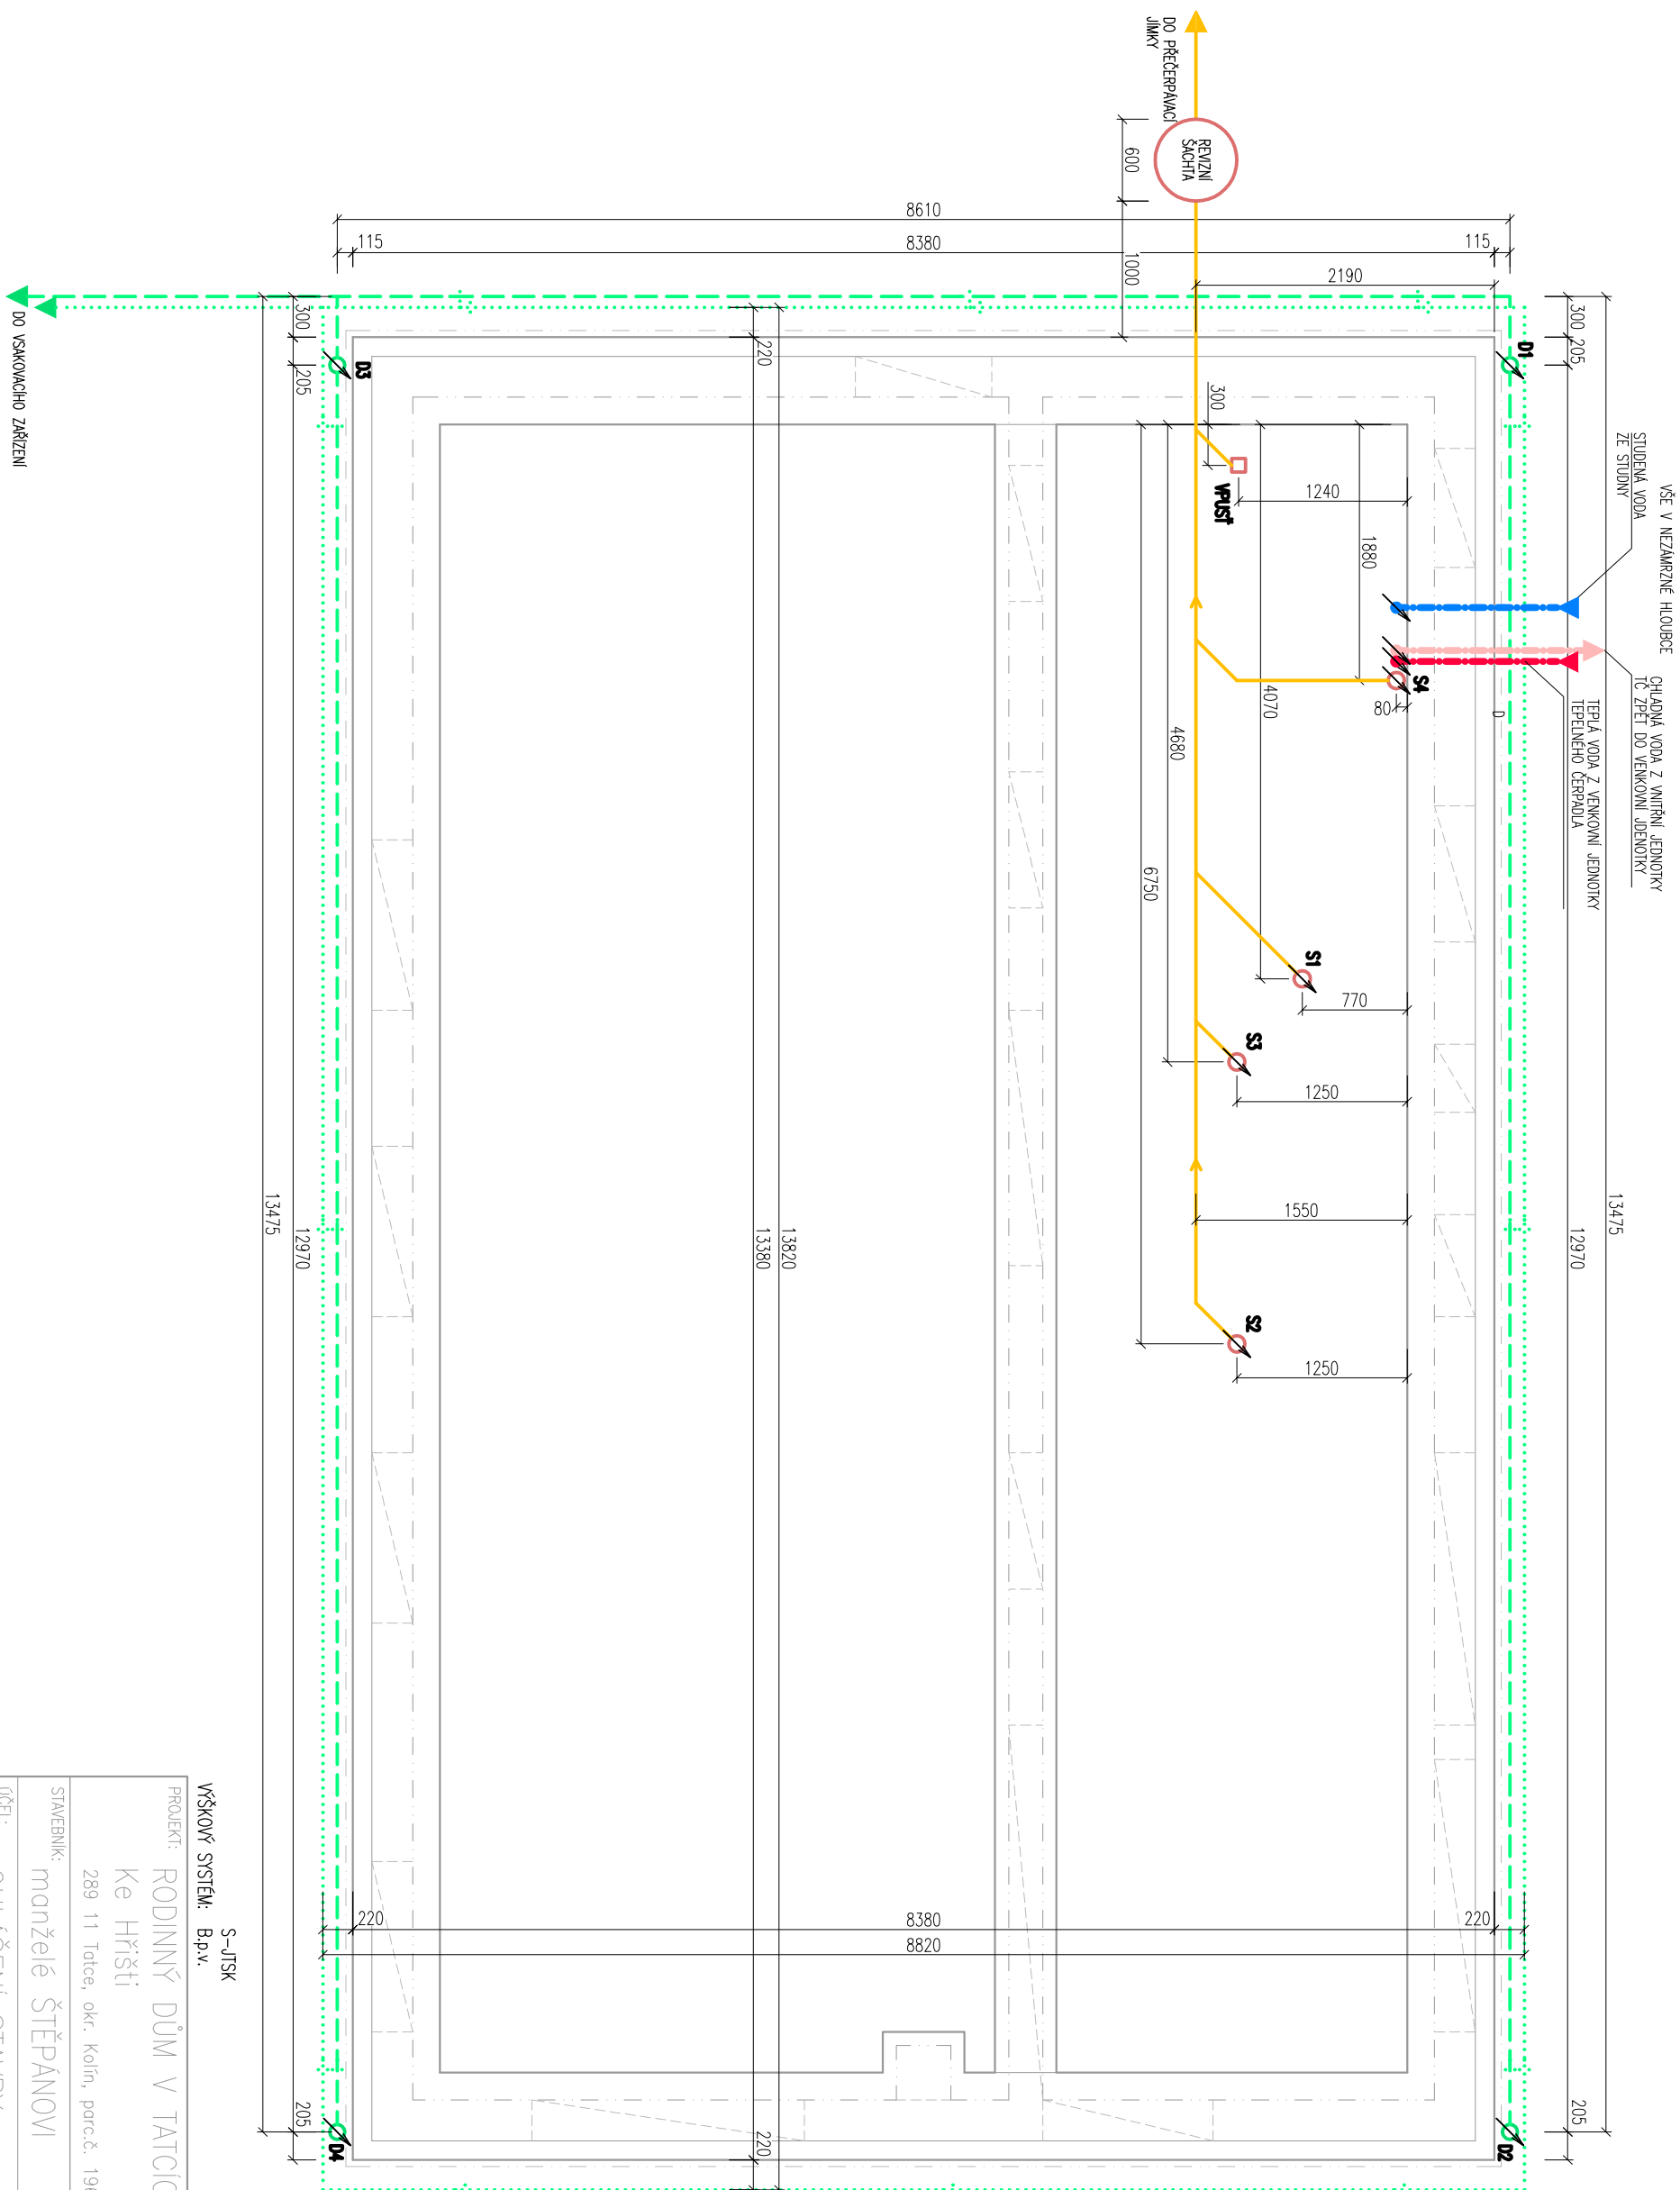 DO PŘEČERPÁVACÍ
JÍMKY
REVIZNÍ
ŠACHTA
600
1000
8610
115
8380
115
2190
300
205
D1
13475
12970
205
D2
VŠE V NEZÁMRZNÉ HLOUBCE
STUDENÁ VODA
ZE STUDNY
CHLADNÁ VODA Z VNITŘNÍ JEDNOTKY
TČ ZPĚT DO VENKOVNÍ JDENOTKY
TEPLÁ VODA Z VENKOVNÍ JEDNOTKY
TEPELNÉHO ČERPADLA
D
300
VPUSŤ
1240
1880
S4
80
4070
4680
6750
S1
770
S3
1250
1550
S2
1250
220
13820
13380
220
300
205
D3
12970
13475
205
D4
220
8380
220
8820
DO VSAKOVACÍHO ZAŘÍZENÍ
S-JTSK
VÝŠKOVÝ SYSTÉM: B.p.v.
PROJEKT: RODINNÝ DŮM V TATCÍC
Ke Hřišti
289 11 Tatce, okr. Kolín, parc.č. 196
STAVEBNÍK: manželé ŠTĚPÁNOVI
ÚČEL: